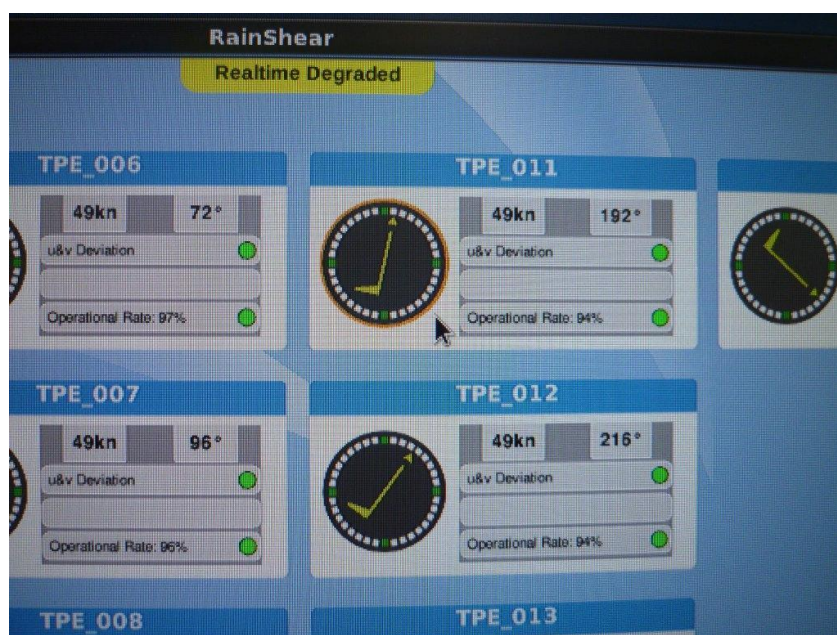 RainShear
Realtime Degraded
TPE_006
49kn 72°
u&v Deviation
Operational Rate: 97%
TPE_011
49kn 192°
u&v Deviation
Operational Rate: 94%
TPE_007
49kn 96°
u&v Deviation
Operational Rate: 96%
TPE_012
49kn 216°
u&v Deviation
Operational Rate: 94%
TPE_008
TPE_013